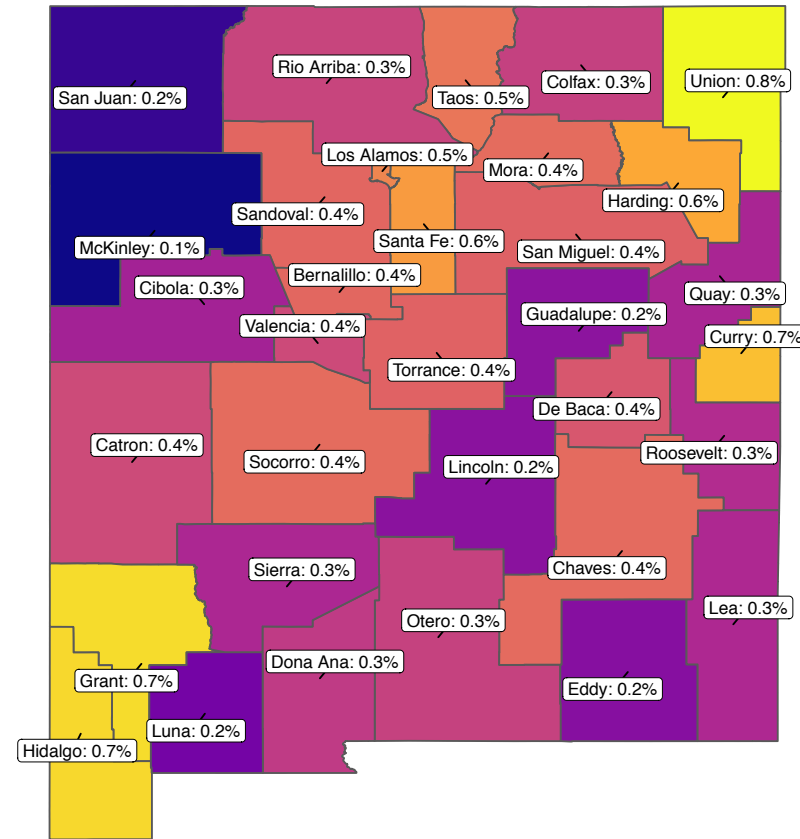 Rio Arriba: 0.3%
Colfax: 0.3%
Union: 0.8%
San Juan: 0.2%
Taos: 0.5%
Los Alamos: 0.5%
Mora: 0.4%
Harding: 0.6%
Sandoval: 0.4%
McKinley: 0.1%
Santa Fe: 0.6%
San Miguel: 0.4%
Bernalillo: 0.4%
Cibola: 0.3%
Quay: 0.3%
Guadalupe: 0.2%
Valencia: 0.4%
Curry: 0.7%
Torrance: 0.4%
De Baca: 0.4%
Catron: 0.4%
Socorro: 0.4%
Lincoln: 0.2%
Roosevelt: 0.3%
Sierra: 0.3%
Chaves: 0.4%
Lea: 0.3%
Otero: 0.3%
Dona Ana: 0.3%
Grant: 0.7%
Eddy: 0.2%
Luna: 0.2%
Hidalgo: 0.7%